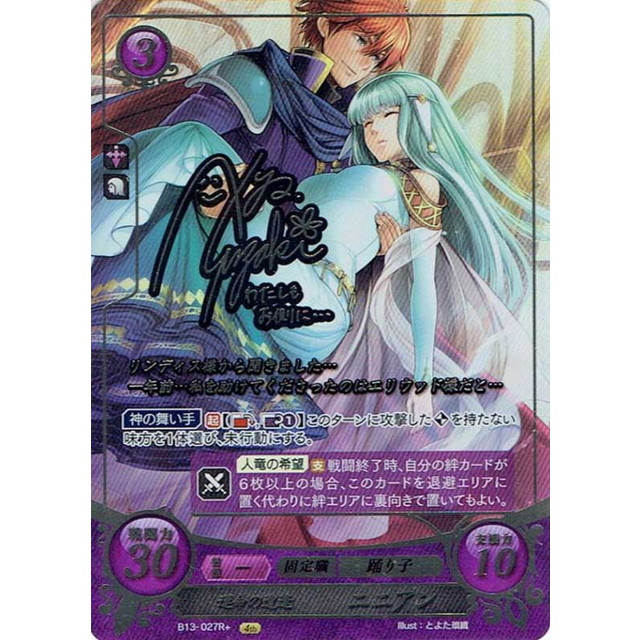 3
わたしも
お側に…
リンディス様から聞きました…
一年前…私を助けてくださったのはエリウッド様だと…
神の舞い手 起【 , 1】このターンに攻撃した を持たない
味方を1体選び、未行動にする。
人竜の希望 支 戦闘終了時、自分の絆カードが
6枚以上の場合、このカードを退避エリアに
置く代わりに絆エリアに裏向きで置いてもよい。
戦闘力
30
射程 一 固定職 踊り子
支援力
10
ニニアン
B13-027R+ 4th Illust：とよた瑣織